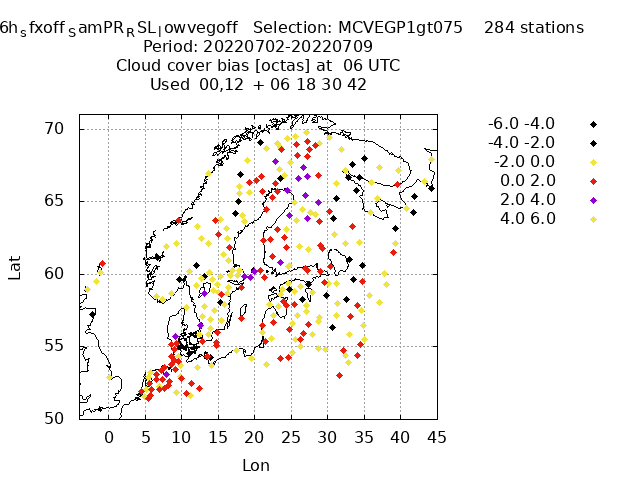 6h_sfxoff_samPR_RSL_lowvegoff Selection: MCVEGP1gt075 284 stations
Period: 20220702-20220709
Cloud cover bias [octas] at 06 UTC
Used 00,12 + 06 18 30 42
-6.0 -4.0
-4.0 -2.0
-2.0 0.0
0.0 2.0
2.0 4.0
4.0 6.0
70
65
60
55
50
Lat
0 5 10 15 20 25 30 35 40 45
Lon